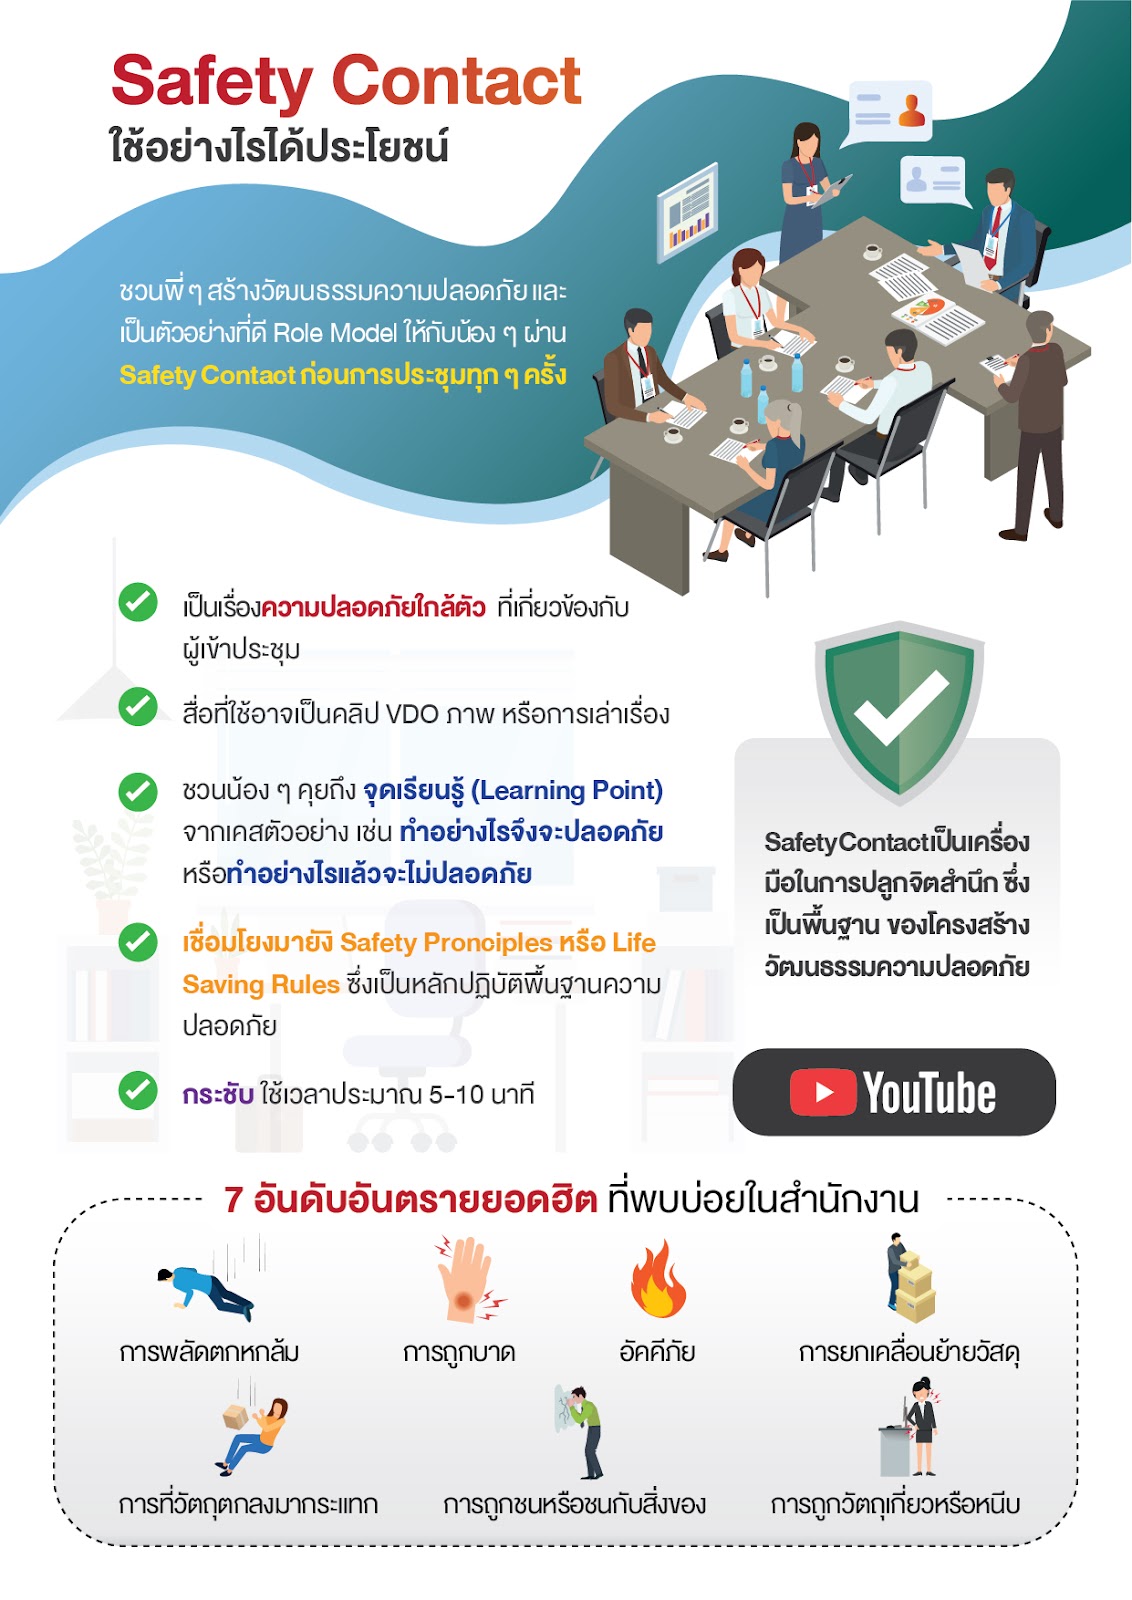 Safety Contact
ใช้อย่างไรได้ประโยชน์
ชวนพี่ ๆ สร้างวัฒนธรรมความปลอดภัย และ
เป็นตัวอย่างที่ดี Role Model ให้กับน้อง ๆ ผ่าน
Safety Contact ก่อนการประชุมทุก ๆ ครั้ง
เป็นเรื่องความปลอดภัยใกล้ตัว ที่เกี่ยวข้องกับ
ผู้เข้าประชุม
สื่อที่ใช้อาจเป็นคลิป VDO ภาพ หรือการเล่าเรื่อง
ชวนน้อง ๆ คุยถึง จุดเรียนรู้ (Learning Point)
จากเคสตัวอย่าง เช่น ทำอย่างไรจึงจะปลอดภัย
หรือทำอย่างไรแล้วจะไม่ปลอดภัย
เชื่อมโยงมายัง Safety Pronciples หรือ Life
Saving Rules ซึ่งเป็นหลักปฏิบัติพื้นฐานความ
ปลอดภัย
กระชับ ใช้เวลาประมาณ 5-10 นาที
Safety Contact เป็นเครื่อง
มือในการปลูกจิตสำนึก ซึ่ง
เป็นพื้นฐาน ของโครงสร้าง
วัฒนธรรมความปลอดภัย
YouTube
7 อันดับอันตรายยอดฮิต ที่พบบ่อยในสำนักงาน
การพลัดตกหกล้ม
การถูกบาด
อัคคีภัย
การยกเคลื่อนย้ายวัสดุ
การที่วัตถุตกลงมากระแทก
การถูกชนหรือชนกับสิ่งของ
การถูกวัตถุเกี่ยวหรือหนีบ